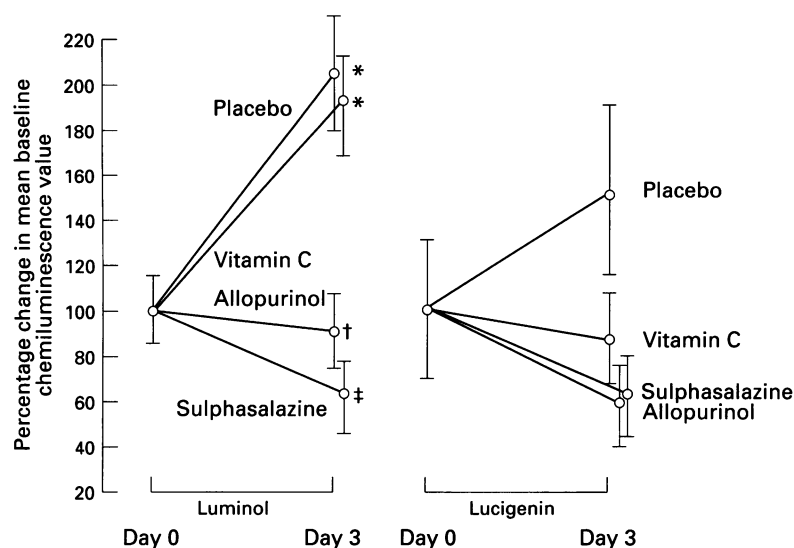 Percentage change in mean baseline
chemiluminescence value
220
200
180
160
140
120
100
80
60
40
20
Placebo
*
*
Vitamin C
Allopurinol
†
Sulphasalazine
‡
Placebo
Vitamin C
Sulphasalazine
Allopurinol
Luminol
Lucigenin
Day 0
Day 3
Day 0
Day 3